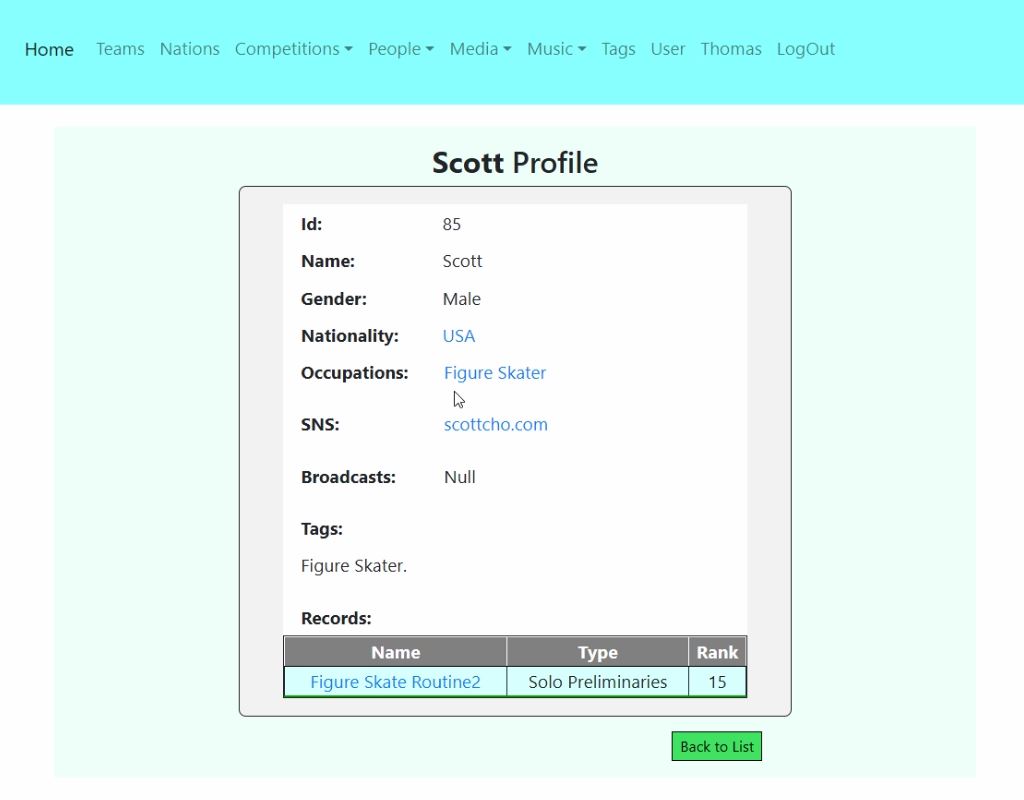 Home Teams Nations Competitions People Media Music Tags User Thomas LogOut
Scott Profile
Id: 85
Name: Scott
Gender: Male
Nationality: USA
Occupations: Figure Skater
SNS: scottcho.com
Broadcasts: Null
Tags:
Figure Skater.
Records:
Name Type Rank
Figure Skate Routine2 Solo Preliminaries 15
Back to List